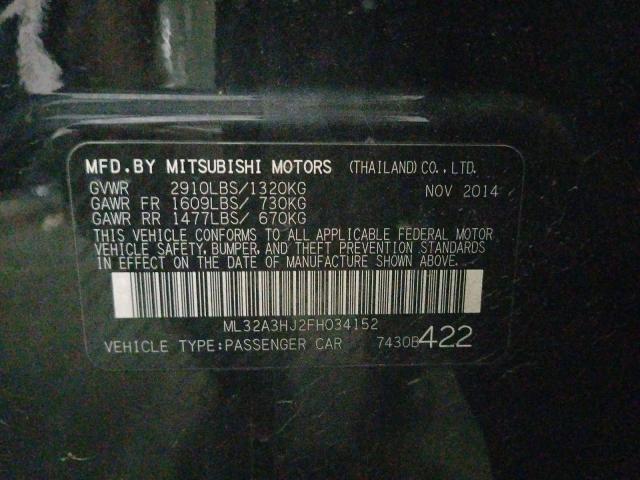 MFD.BY MITSUBISHI MOTORS (THAILAND)CO.,LTD.
GVWR 2910LBS/1320KG NOV 2014
GAWR FR 1609LBS/ 730KG
GAWR RR 1477LBS/ 670KG
THIS VEHICLE CONFORMS TO ALL APPLICABLE FEDERAL MOTOR
VEHICLE SAFETY, BUMPER, AND THEFT PREVENTION STANDARDS
IN EFFECT ON THE DATE OF MANUFACTURE SHOWN ABOVE.
ML32A3HJ2FH034152
VEHICLE TYPE:PASSENGER CAR 7430B422